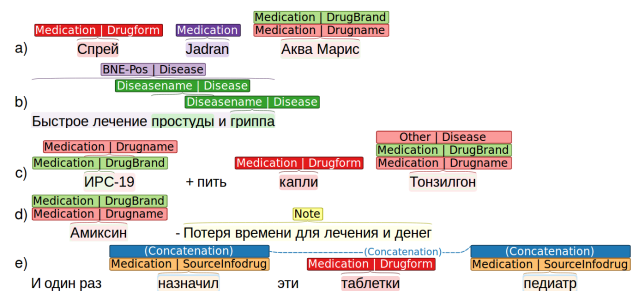 Medication | DrugBrand
Medication | Drugform Medication Medication | Drugname
a) Спрей Jadran Аква Марис
BNE-Pos | Disease
Diseasename | Disease
Diseasename | Disease
b)
Быстрое лечение простуды и гриппа
Other | Disease
Medication | Drugname Medication | DrugBrand
Medication | DrugBrand Medication | Drugform Medication | Drugname
c) ИРС-19 + пить капли Тонзилгон
Medication | DrugBrand
Medication | Drugname Note
d) Амиксин - Потеря времени для лечения и денег
(Concatenation) (Concatenation) (Concatenation)
Medication | SourceInfodrug Medication | Drugform Medication | SourceInfodrug
e) И один раз назначил эти таблетки педиатр